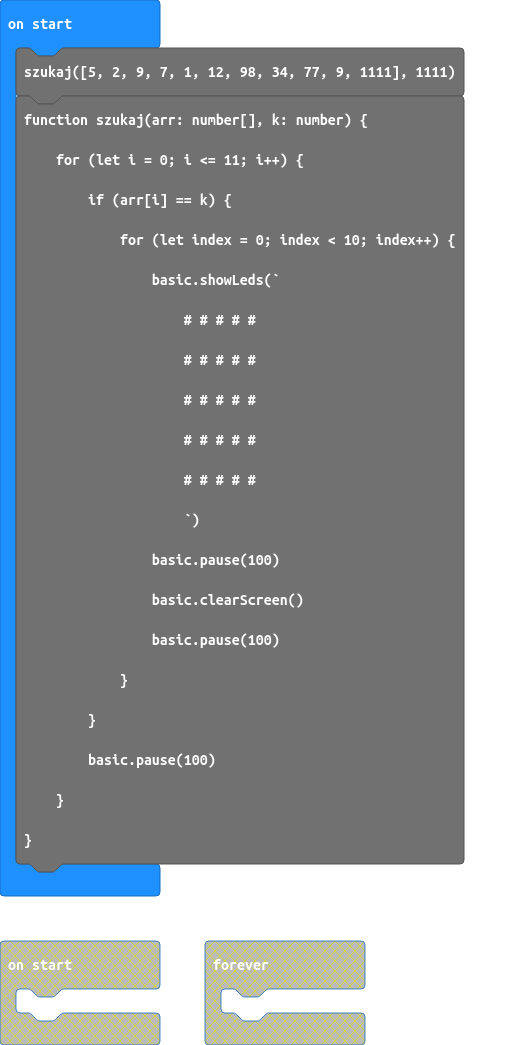 on start
szukaj([5, 2, 9, 7, 1, 12, 98, 34, 77, 9, 1111], 1111)
function szukaj(arr: number[], k: number) {
for (let i = 0; i <= 11; i++) {
if (arr[i] == k) {
for (let index = 0; index < 10; index++) {
basic.showLeds(`
# # # # #
# # # # #
# # # # #
# # # # #
# # # # #
`)
basic.pause(100)
basic.clearScreen()
basic.pause(100)
}
}
basic.pause(100)
}
}
on start
forever